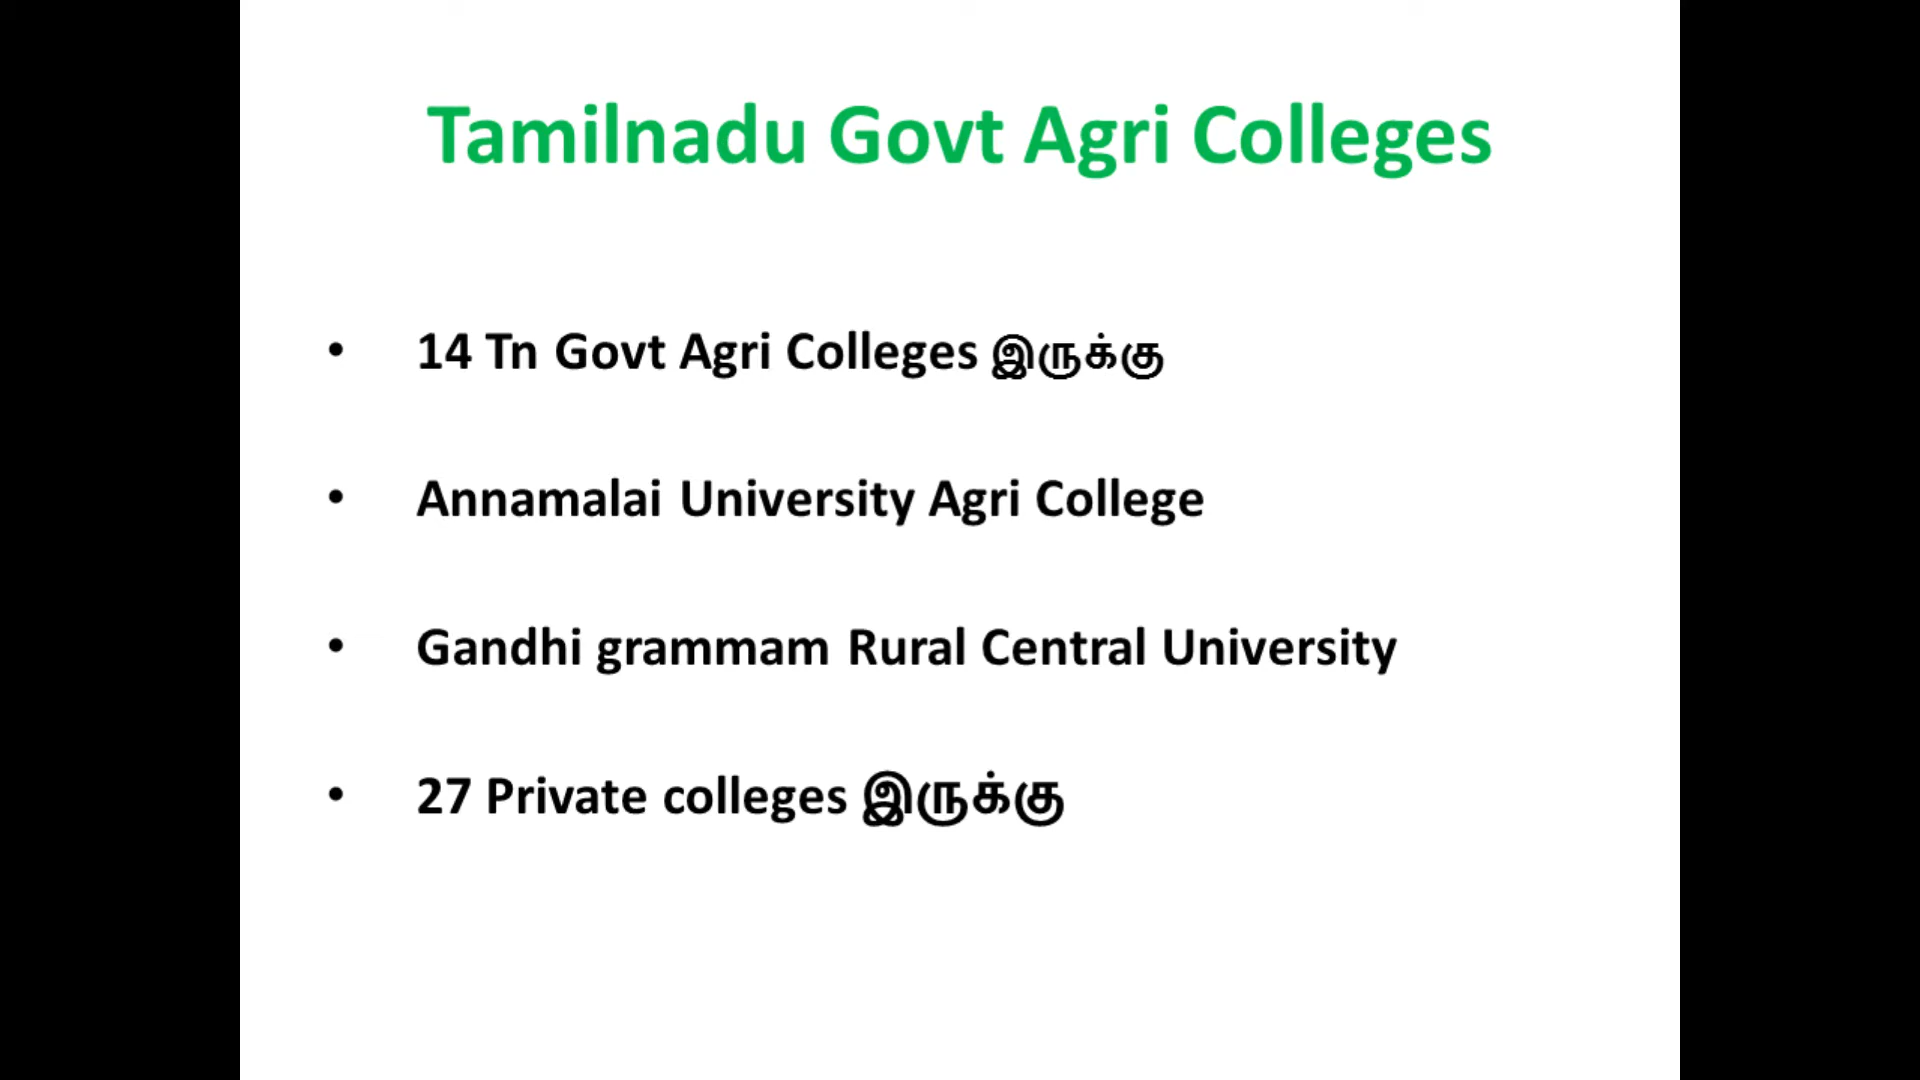 Tamilnadu Govt Agri Colleges
• 14 Tn Govt Agri Colleges இருக்கு
• Annamalai University Agri College
• Gandhi grammam Rural Central University
• 27 Private colleges இருக்கு